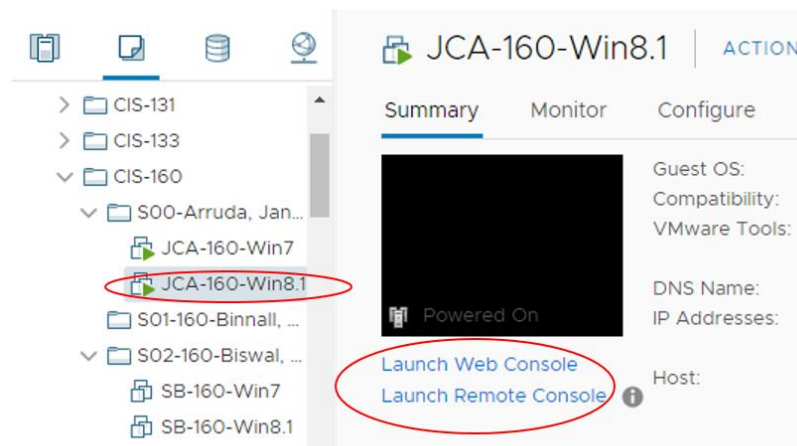 CIS-131
CIS-133
CIS-160
S00-Arruda, Jan...
JCA-160-Win7
JCA-160-Win8.1
S01-160-Binnall, ...
S02-160-Biswal, ...
SB-160-Win7
SB-160-Win8.1
JCA-160-Win8.1
ACTION
Summary
Monitor
Configure
Powered On
Launch Web Console
Launch Remote Console
Guest OS:
Compatibility:
VMware Tools:
DNS Name:
IP Addresses:
Host: